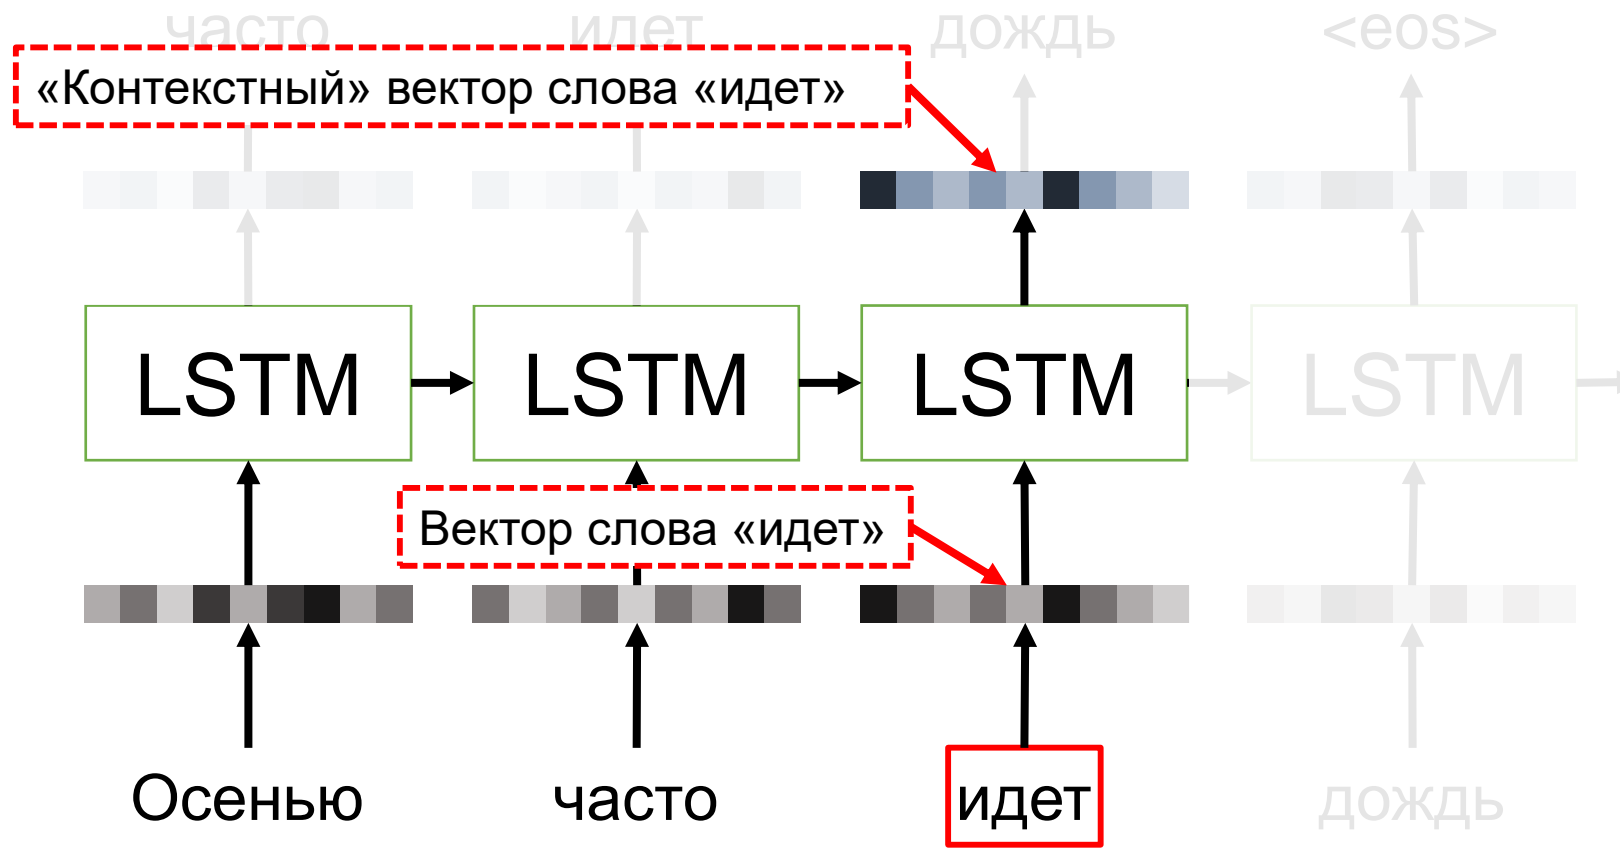 часто идет дождь <eos>
«Контекстный» вектор слова «идет»
LSTM LSTM LSTM LSTM
Вектор слова «идет»
Осенью часто идет дождь